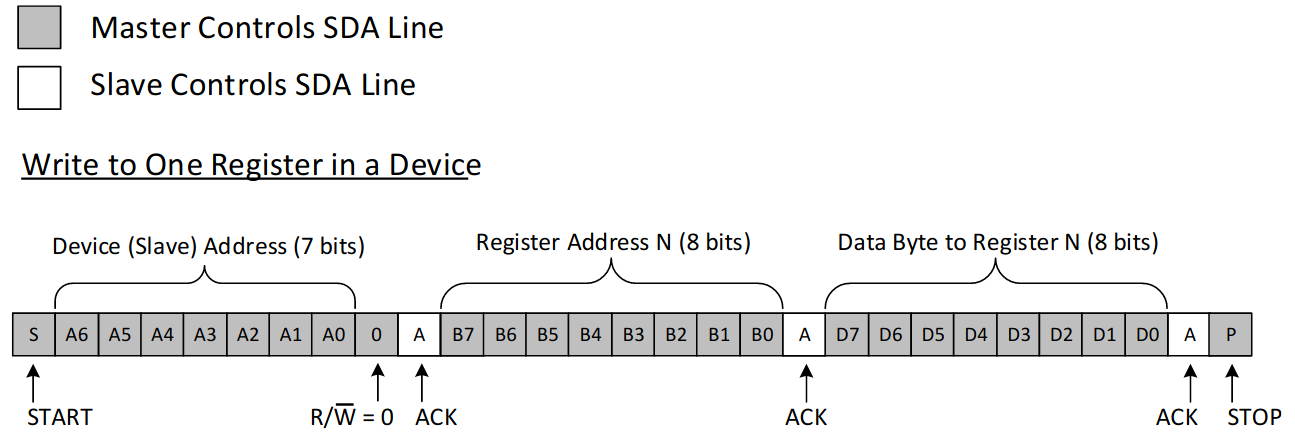 Master Controls SDA Line
Slave Controls SDA Line
Write to One Register in a Device
Device (Slave) Address (7 bits) Register Address N (8 bits) Data Byte to Register N (8 bits)
S A6 A5 A4 A3 A2 A1 A0 0 A B7 B6 B5 B4 B3 B2 B1 B0 A D7 D6 D5 D4 D3 D2 D1 D0 A P
START R/W̅ = 0 ACK ACK ACK STOP